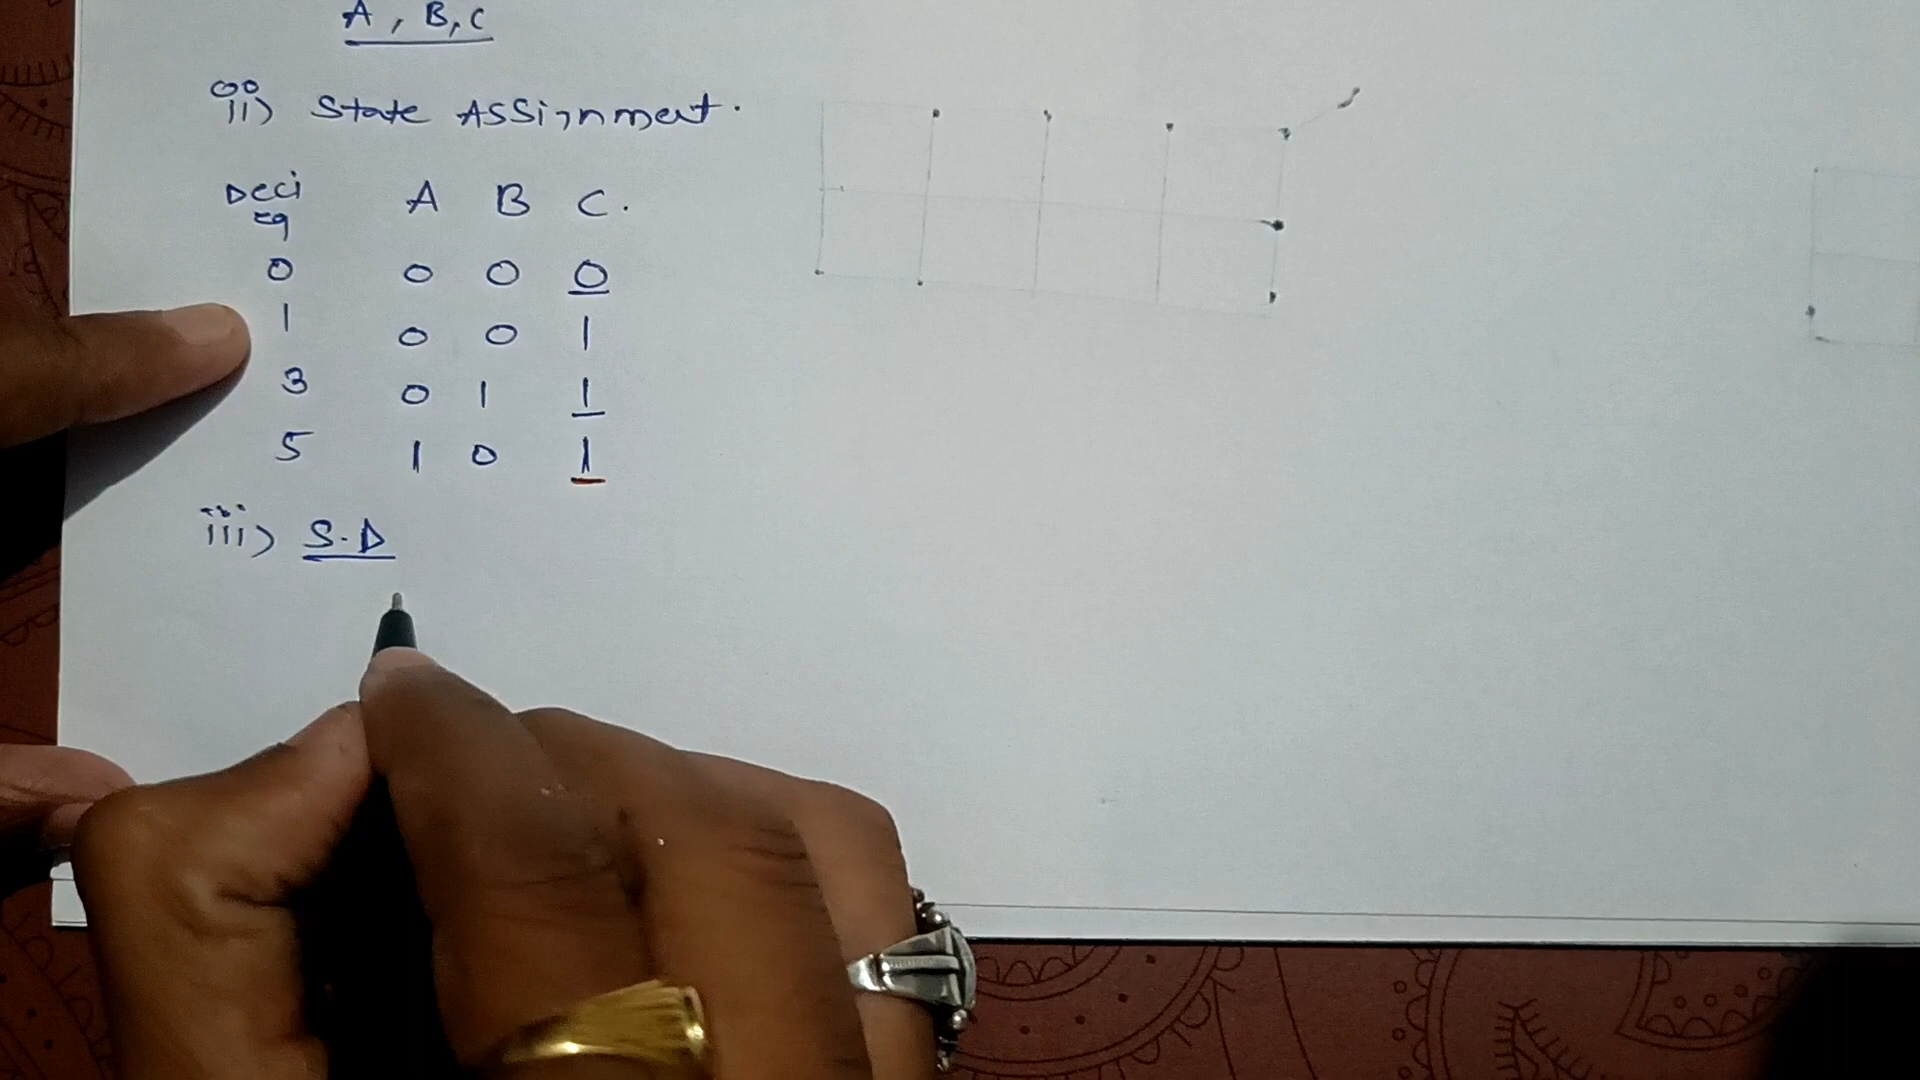 A, B, C
ii) State Assignment.
Deci Eq A B C.
0 0 0 0
1 0 0 1
3 0 1 1
5 1 0 1
iii) S.D